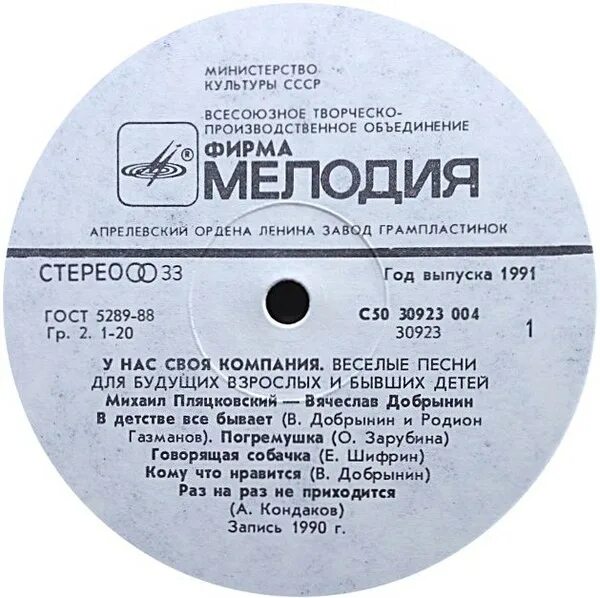 МИНИСТЕРСТВО
КУЛЬТУРЫ СССР
ВСЕСОЮЗНОЕ ТВОРЧЕСКО-
ПРОИЗВОДСТВЕННОЕ ОБЪЕДИНЕНИЕ
®
ФИРМА
МЕЛОДИЯ
АПРЕЛЕВСКИЙ ОРДЕНА ЛЕНИНА ЗАВОД ГРАМПЛАСТИНОК
СТЕРЕО 33
Год выпуска 1991
ГОСТ 5289-88
Гр. 2. 1-20
С50 30923 004
30923
1
У НАС СВОЯ КОМПАНИЯ. ВЕСЕЛЫЕ ПЕСНИ
ДЛЯ БУДУЩИХ ВЗРОСЛЫХ И БЫВШИХ ДЕТЕЙ
Михаил Пляцковский — Вячеслав Добрынин
В детстве все бывает (В. Добрынин и Родион
Газманов). Погремушка (О. Зарубина).
Говорящая собачка (Е. Шифрин)
Кому что нравится (В. Добрынин)
Раз на раз не приходится
(А. Кондаков)
Запись 1990 г.